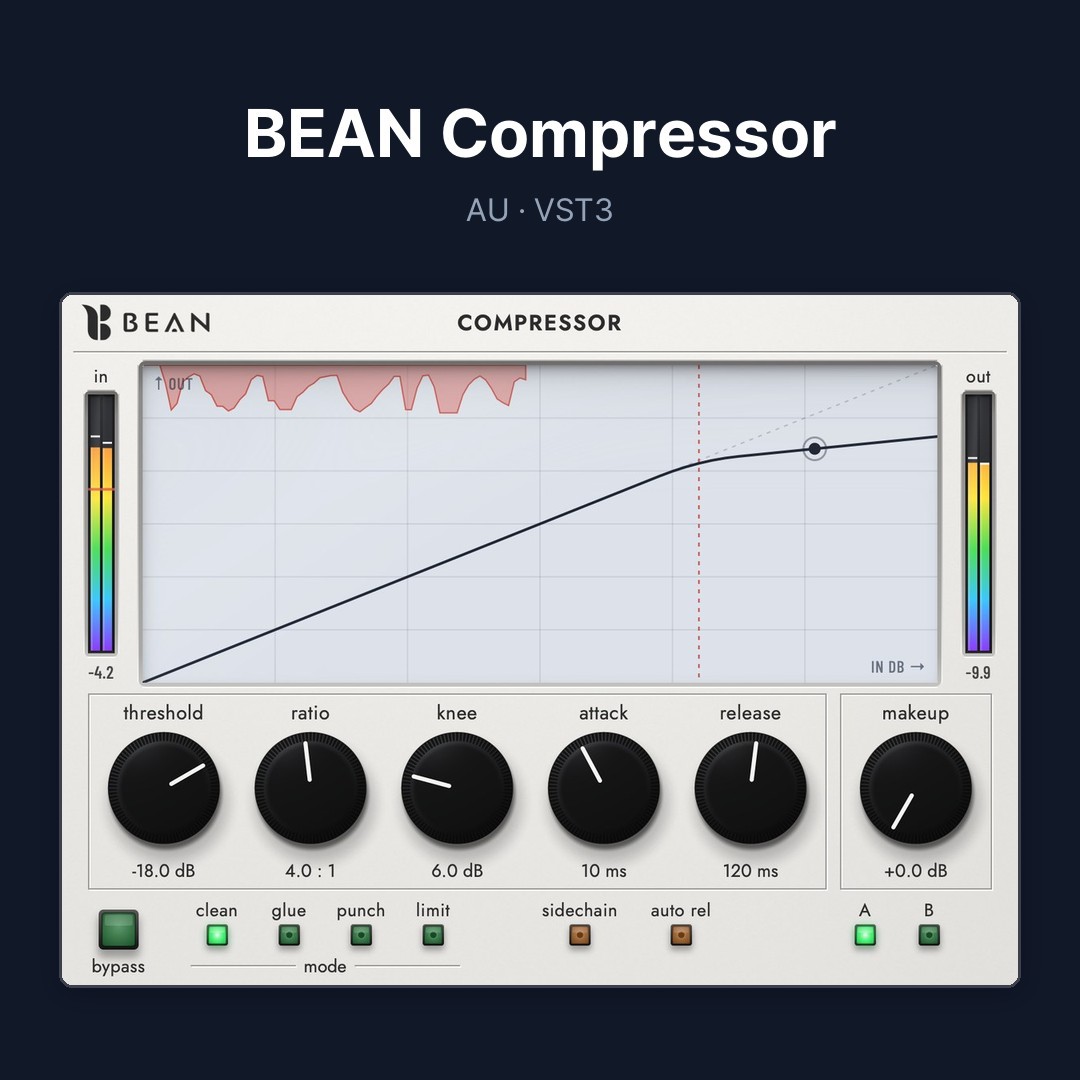 BEAN Compressor
AU · VST3
BEAN
COMPRESSOR
in
↑ OUT
out
IN DB →
-4.2
-9.9
threshold ratio knee attack release makeup
-18.0 dB 4.0 : 1 6.0 dB 10 ms 120 ms +0.0 dB
clean glue punch limit sidechain auto rel A B
bypass mode